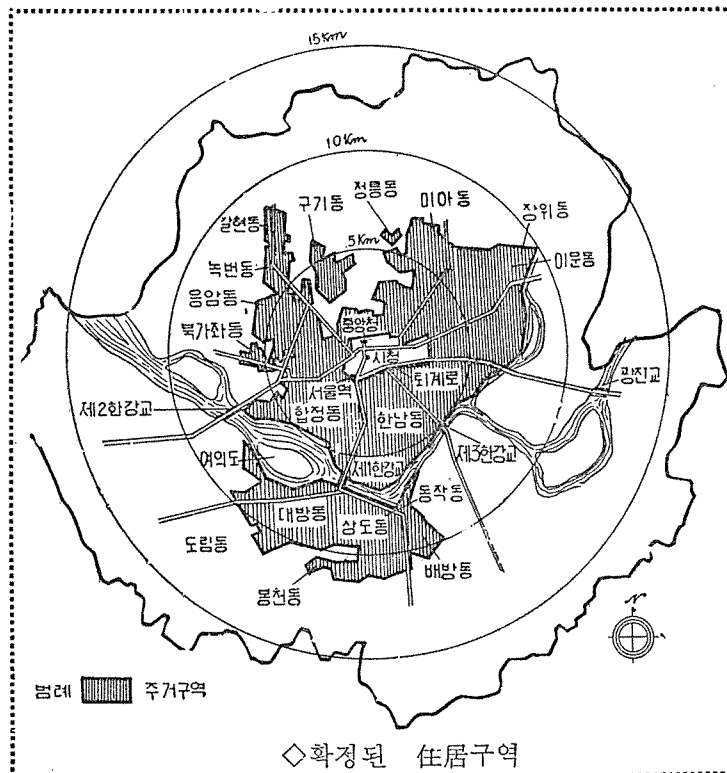 15Km
10Km
정릉동
구기동
미아동
갈현동
장위동
5Km
이문동
녹번동
응암동
중앙청
북가좌동
시청
퇴계로
광진교
서울역
제2한강교
합정동
한남동
여의도
제1한강교
제3한강교
동작동
대방동
상도동
도림동
배방동
봉천동
N
범례 주거구역
◇확정된 住居구역